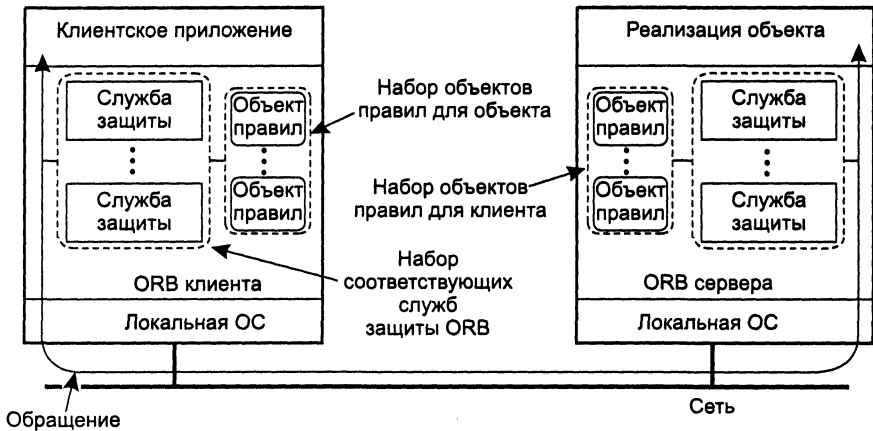 Клиентское приложение
Реализация объекта
Служба
защиты
Объект
правил
Набор объектов
правил для объекта
Объект
правил
Служба
защиты
Служба
защиты
Объект
правил
Набор объектов
правил для клиента
Объект
правил
Служба
защиты
ORB клиента
Набор
соответствующих
служб
защиты ORB
ORB сервера
Локальная ОС
Локальная ОС
Сеть
Обращение